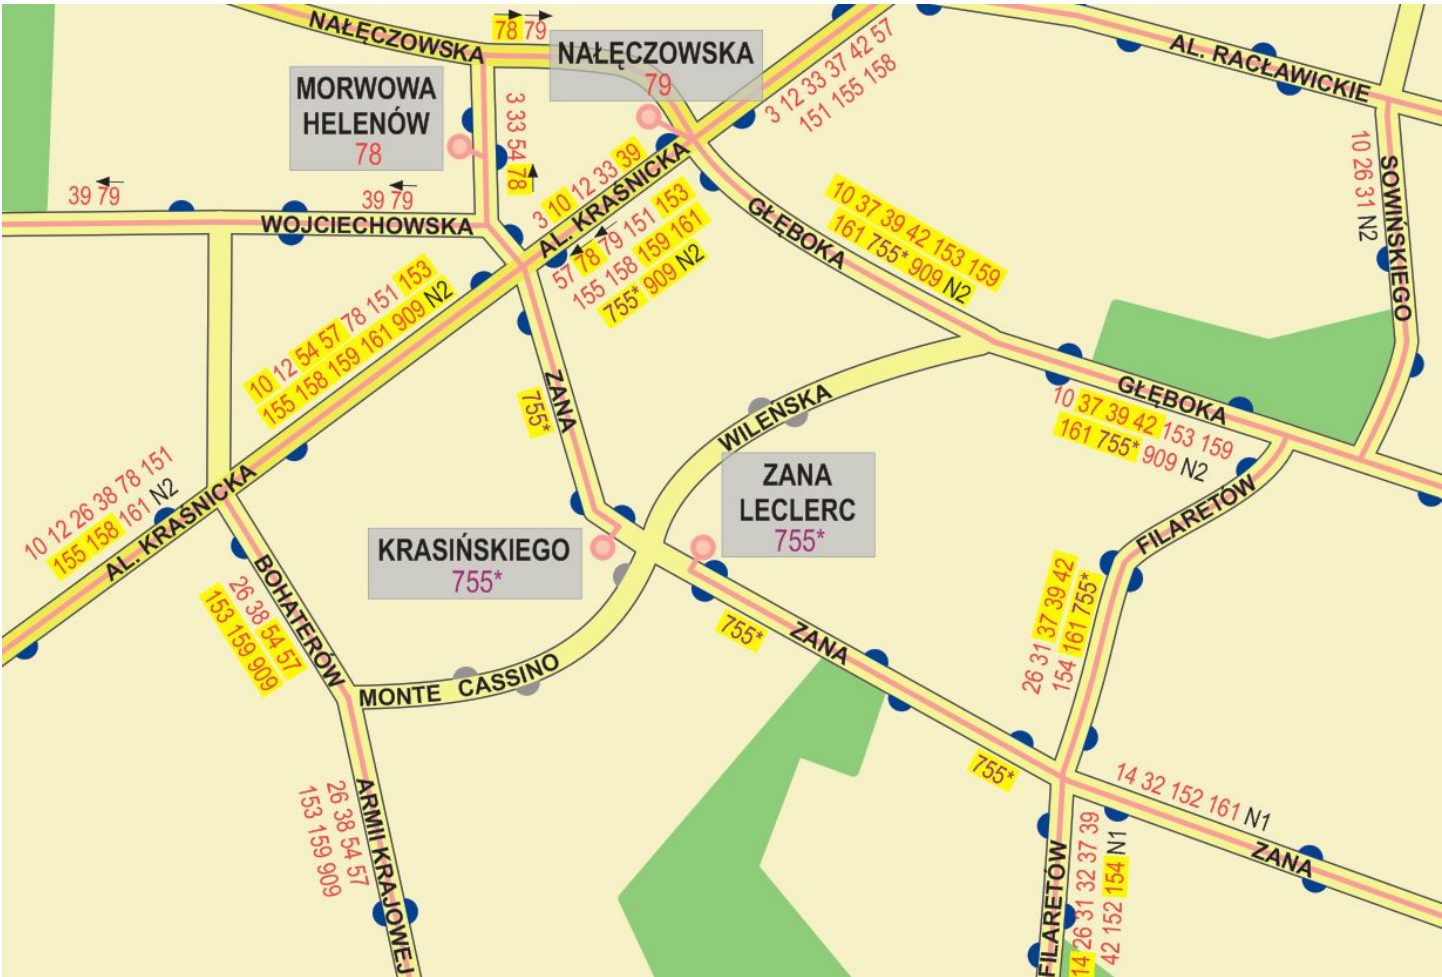 NAŁĘCZOWSKA
78 79
NAŁĘCZOWSKA
79
MORWOWA
HELENÓW
78
3 33 54 78
3 12 33 37 42 57
151 155 158
AL. RACŁAWICKIE
10 26 31 N2
SOWIŃSKIEGO
39 79
39 79
WOJCIECHOWSKA
3 10 12 33 39
AL. KRAŚNICKA
57 78 79 151 153
155 158 159 161
755* 909 N2
GŁĘBOKA
10 37 39 42 153 159
161 755* 909 N2
10 12 54 57 78 151 153
155 158 159 161 909 N2
ZANA
755*
WILEŃSKA
GŁĘBOKA
10 37 39 42 153 159
161 755* 909 N2
10 12 26 38 78 151
155 158 161 N2
AL. KRAŚNICKA
ZANA
LECLERC
755*
KRASIŃSKIEGO
755*
FILARETÓW
BOHATERÓW
26 38 54 57
153 159 909
26 31 37 39 42
154 161 755*
755*
ZANA
MONTE CASSINO
755*
14 32 152 161 N1
ZANA
ARMII KRAJOWEJ
26 38 54 57
153 159 909
FILARETÓW
14 26 31 32 37 39
42 152 154 N1